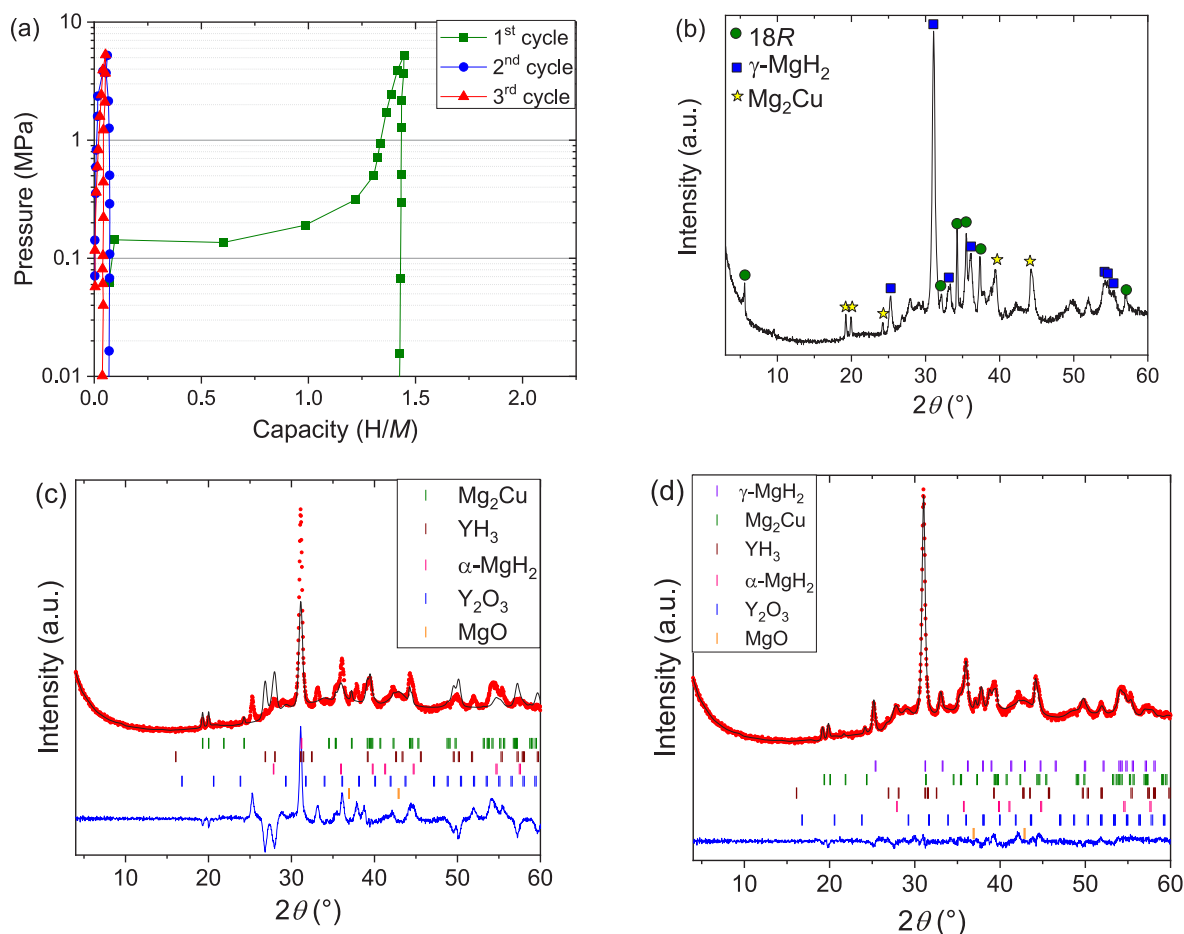 (a)
10
1
0.1
0.01
Pressure (MPa)
0.0 0.5 1.0 1.5 2.0
Capacity (H/M)
1st cycle
2nd cycle
3rd cycle
(b)
18R
γ-MgH2
Mg2Cu
Intensity (a.u.)
10 20 30 40 50 60
2θ (°)
(c)
Mg2Cu
YH3
α-MgH2
Y2O3
MgO
Intensity (a.u.)
10 20 30 40 50 60
2θ (°)
(d)
γ-MgH2
Mg2Cu
YH3
α-MgH2
Y2O3
MgO
Intensity (a.u.)
10 20 30 40 50 60
2θ (°)